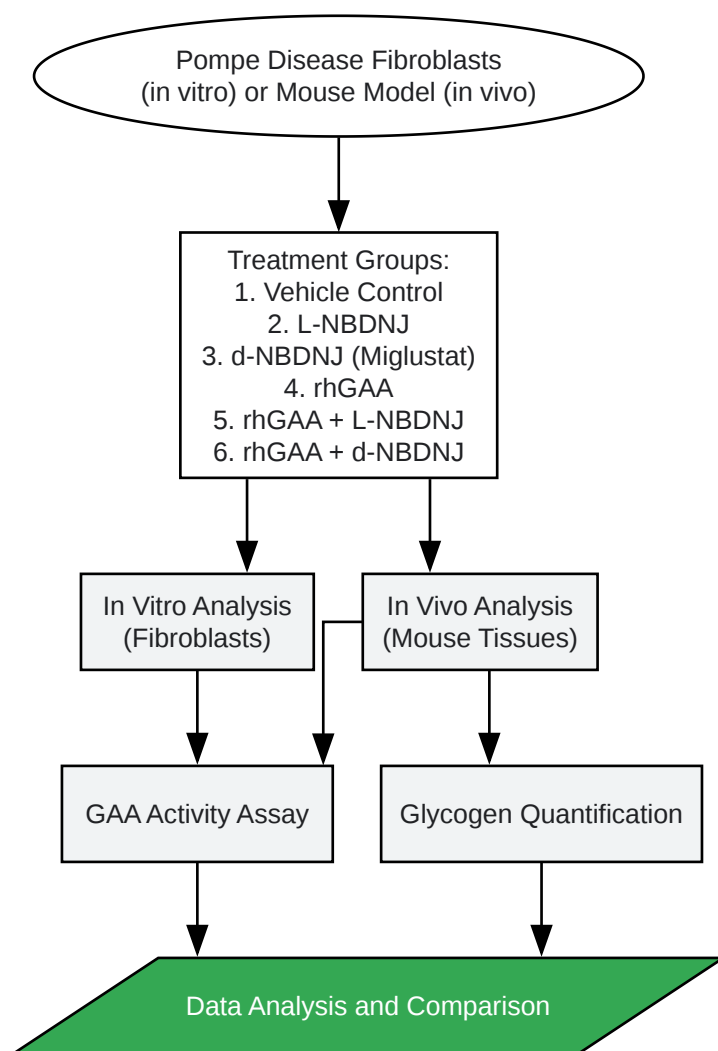 Pompe Disease Fibroblasts
(in vitro) or Mouse Model (in vivo)
Treatment Groups:
1. Vehicle Control
2. L-NBDNJ
3. d-NBDNJ (Miglustat)
4. rhGAA
5. rhGAA + L-NBDNJ
6. rhGAA + d-NBDNJ
In Vitro Analysis
(Fibroblasts)
In Vivo Analysis
(Mouse Tissues)
GAA Activity Assay
Glycogen Quantification
Data Analysis and Comparison